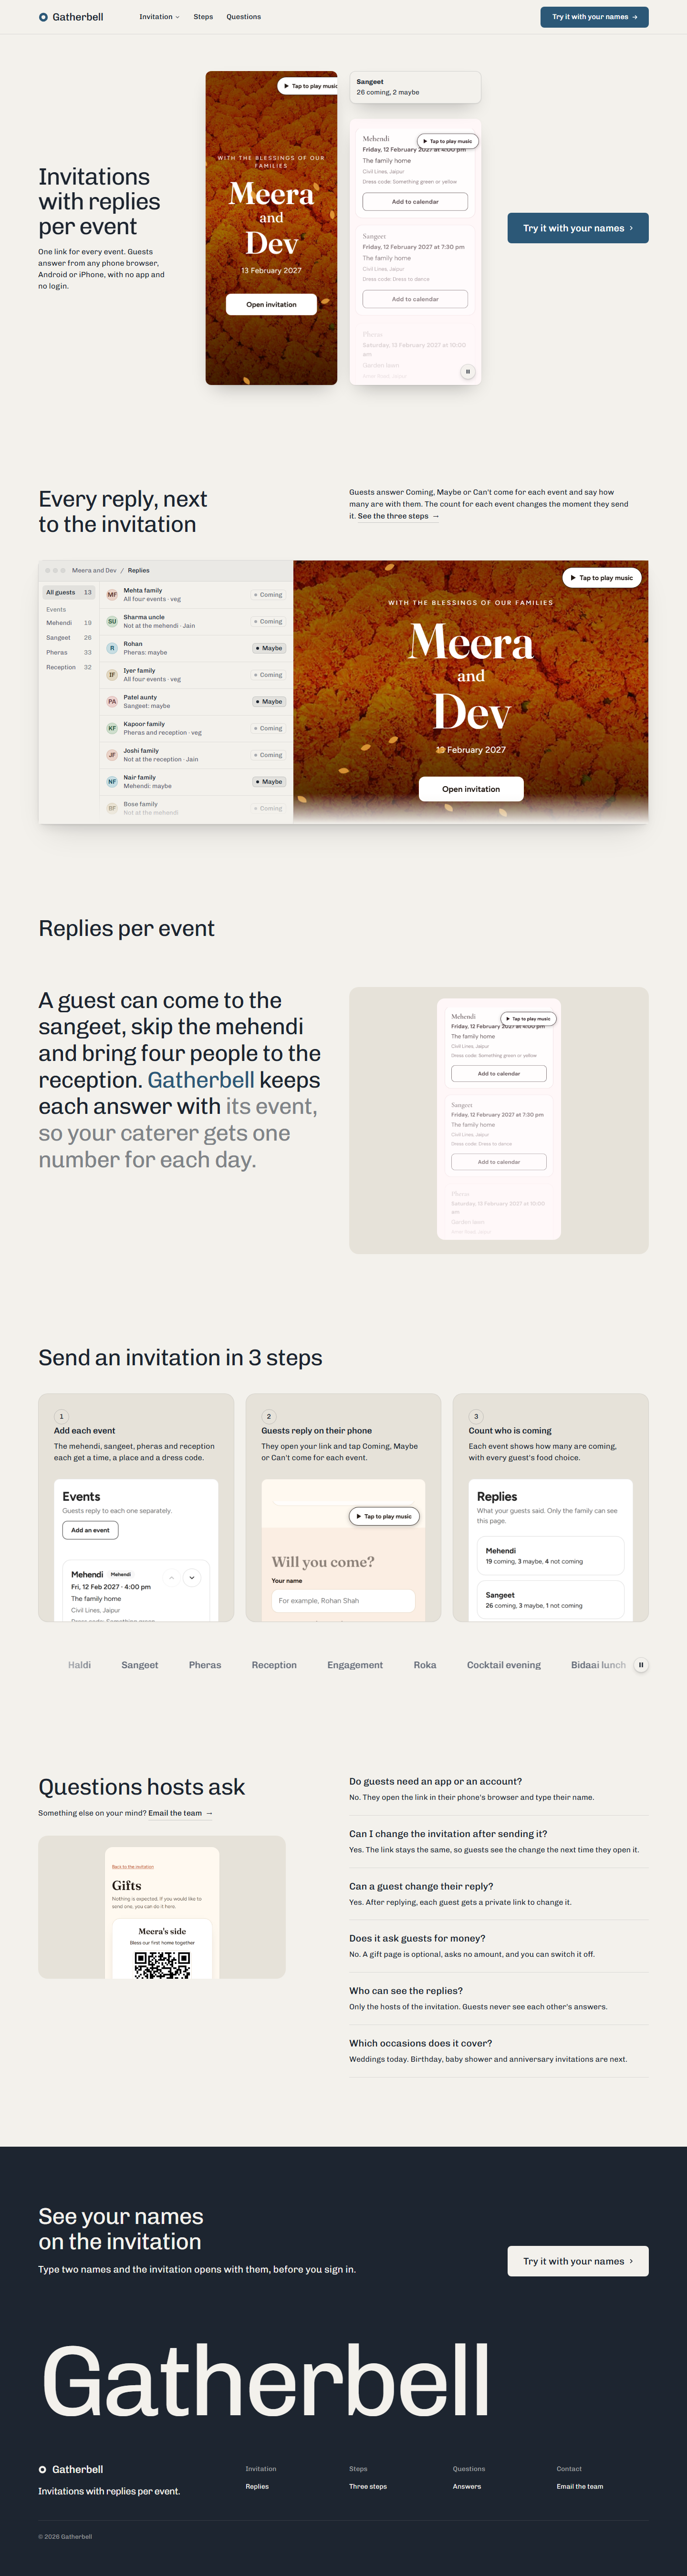 Gatherbell
Invitation
Steps
Questions
Try it with your names →
Invitations
with replies
per event
One link for every event. Guests
answer from any phone browser,
Android or iPhone, with no app and
no login.
Tap to play music
WITH THE BLESSINGS OF OUR
FAMILIES
Meera
and
Dev
13 February 2027
Open invitation
Sangeet
26 coming, 2 maybe
Tap to play music
Mehendi
Friday, 12 February 2027 at 4:00 pm
The family home
Civil Lines, Jaipur
Dress code: Something green or yellow
Add to calendar
Sangeet
Friday, 12 February 2027 at 7:30 pm
The family home
Civil Lines, Jaipur
Dress code: Dress to dance
Add to calendar
Pheras
Saturday, 13 February 2027 at 10:00
am
Garden lawn
Try it with your names ›
Every reply, next
to the invitation
Guests answer Coming, Maybe or Can't come for each event and say how
many are with them. The count for each event changes the moment they send
it. See the three steps →
Meera and Dev / Replies
All guests 13
Events
Mehendi 19
Sangeet 26
Pheras 33
Reception 32
MF Mehta family Coming
All four events · veg
SU Sharma uncle Coming
Not at the mehendi · Jain
R Rohan Maybe
Pheras: maybe
IF Iyer family Coming
All four events · veg
PA Patel aunty Maybe
Sangeet: maybe
KF Kapoor family Coming
Pheras and reception · veg
JF Joshi family Coming
Not at the reception · Jain
NF Nair family Maybe
Mehendi: maybe
BF Bose family Coming
Not at the mehendi
Tap to play music
WITH THE BLESSINGS OF OUR FAMILIES
Meera
and
Dev
13 February 2027
Open invitation
Replies per event
A guest can come to the
sangeet, skip the mehendi
and bring four people to the
reception. Gatherbell keeps
each answer with its event,
so your caterer gets one
number for each day.
Tap to play music
Mehendi
Friday, 12 February 2027 at 4:00 pm
The family home
Civil Lines, Jaipur
Dress code: Something green or yellow
Add to calendar
Sangeet
Friday, 12 February 2027 at 7:30 pm
The family home
Civil Lines, Jaipur
Dress code: Dress to dance
Add to calendar
Pheras
Saturday, 13 February 2027 at 10:00
am
Garden lawn
Send an invitation in 3 steps
1
Add each event
The mehendi, sangeet, pheras and reception
each get a time, a place and a dress code.
Events
Guests reply to each one separately.
Add an event
Mehendi Mehendi
Fri, 12 Feb 2027 · 4:00 pm
The family home
Civil Lines, Jaipur
2
Guests reply on their phone
They open your link and tap Coming, Maybe
or Can't come for each event.
Tap to play music
Will you come?
Your name
For example, Rohan Shah
3
Count who is coming
Each event shows how many are coming,
with every guest's food choice.
Replies
What your guests said. Only the family can see
this page.
Mehendi
19 coming, 3 maybe, 4 not coming
Sangeet
26 coming, 3 maybe, 1 not coming
Haldi Sangeet Pheras Reception Engagement Roka Cocktail evening Bidaai lunch
Questions hosts ask
Something else on your mind? Email the team →
Back to the invitation
Gifts
Nothing is expected. If you would like to
send one, you can do it here.
Meera's side
Bless our first home together
Do guests need an app or an account?
No. They open the link in their phone's browser and type their name.
Can I change the invitation after sending it?
Yes. The link stays the same, so guests see the change the next time they open it.
Can a guest change their reply?
Yes. After replying, each guest gets a private link to change it.
Does it ask guests for money?
No. A gift page is optional, asks no amount, and you can switch it off.
Who can see the replies?
Only the hosts of the invitation. Guests never see each other's answers.
Which occasions does it cover?
Weddings today. Birthday, baby shower and anniversary invitations are next.
See your names
on the invitation
Type two names and the invitation opens with them, before you sign in.
Try it with your names ›
Gatherbell
Gatherbell
Invitations with replies per event.
Invitation
Replies
Steps
Three steps
Questions
Answers
Contact
Email the team
© 2026 Gatherbell